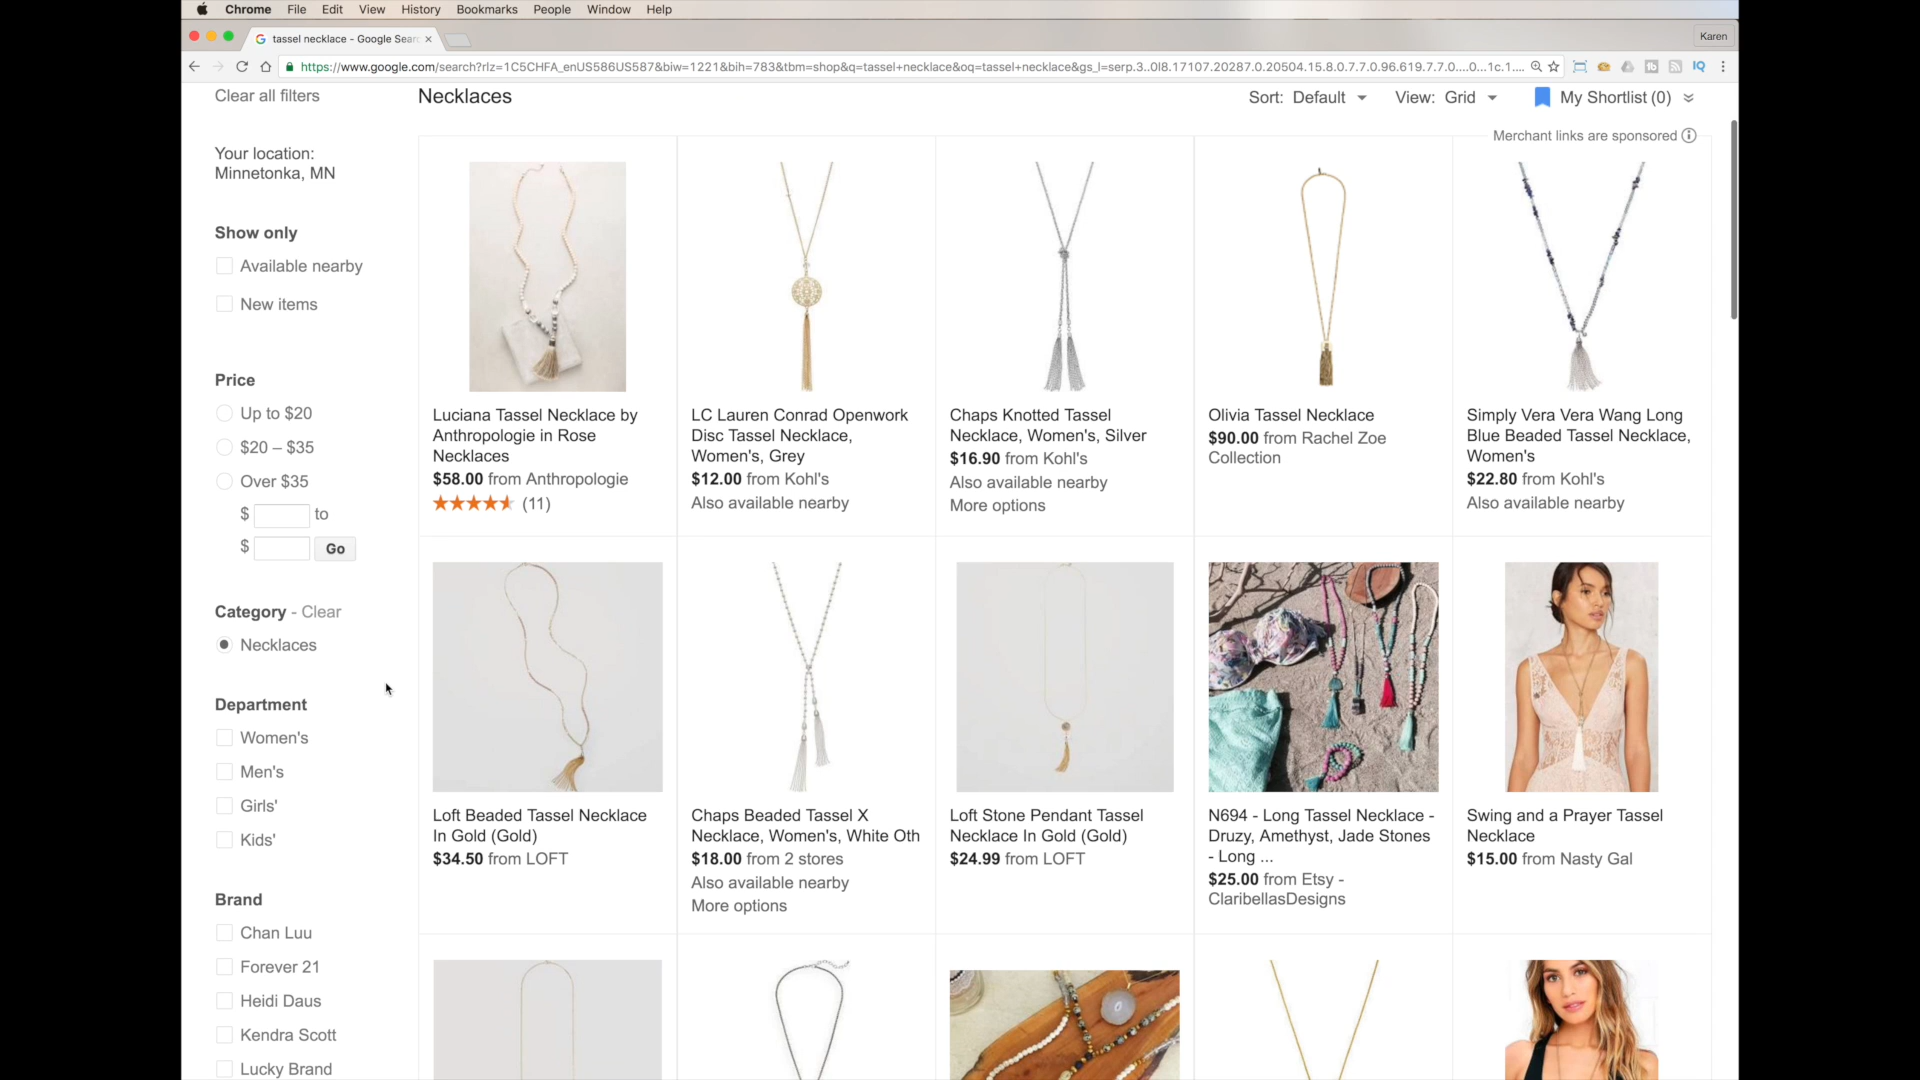 Chrome File Edit View History Bookmarks People Window Help
tassel necklace - Google Sear
Karen
https://www.google.com/search?rlz=1C5CHFA_enUS586US587&biw=1221&bih=783&tbm=shop&q=tassel+necklace&oq=tassel+necklace&gs_l=serp.3..0l8.17107.20287.0.20504.15.8.0.7.7.0.96.619.7.7.0....0...1c.1....
Clear all filters
Necklaces
Sort: Default
View: Grid
My Shortlist (0)
Merchant links are sponsored
Your location:
Minnetonka, MN
Show only
Available nearby
New items
Price
Up to $20
$20 – $35
Over $35
$ to
$ Go
Category - Clear
Necklaces
Department
Women's
Men's
Girls'
Kids'
Brand
Chan Luu
Forever 21
Heidi Daus
Kendra Scott
Lucky Brand
Luciana Tassel Necklace by
Anthropologie in Rose
Necklaces
$58.00 from Anthropologie
(11)
LC Lauren Conrad Openwork
Disc Tassel Necklace,
Women's, Grey
$12.00 from Kohl's
Also available nearby
Chaps Knotted Tassel
Necklace, Women's, Silver
$16.90 from Kohl's
Also available nearby
More options
Olivia Tassel Necklace
$90.00 from Rachel Zoe
Collection
Simply Vera Vera Wang Long
Blue Beaded Tassel Necklace,
Women's
$22.80 from Kohl's
Also available nearby
Loft Beaded Tassel Necklace
In Gold (Gold)
$34.50 from LOFT
Chaps Beaded Tassel X
Necklace, Women's, White Oth
$18.00 from 2 stores
Also available nearby
More options
Loft Stone Pendant Tassel
Necklace In Gold (Gold)
$24.99 from LOFT
N694 - Long Tassel Necklace -
Druzy, Amethyst, Jade Stones
- Long ...
$25.00 from Etsy -
ClaribellasDesigns
Swing and a Prayer Tassel
Necklace
$15.00 from Nasty Gal